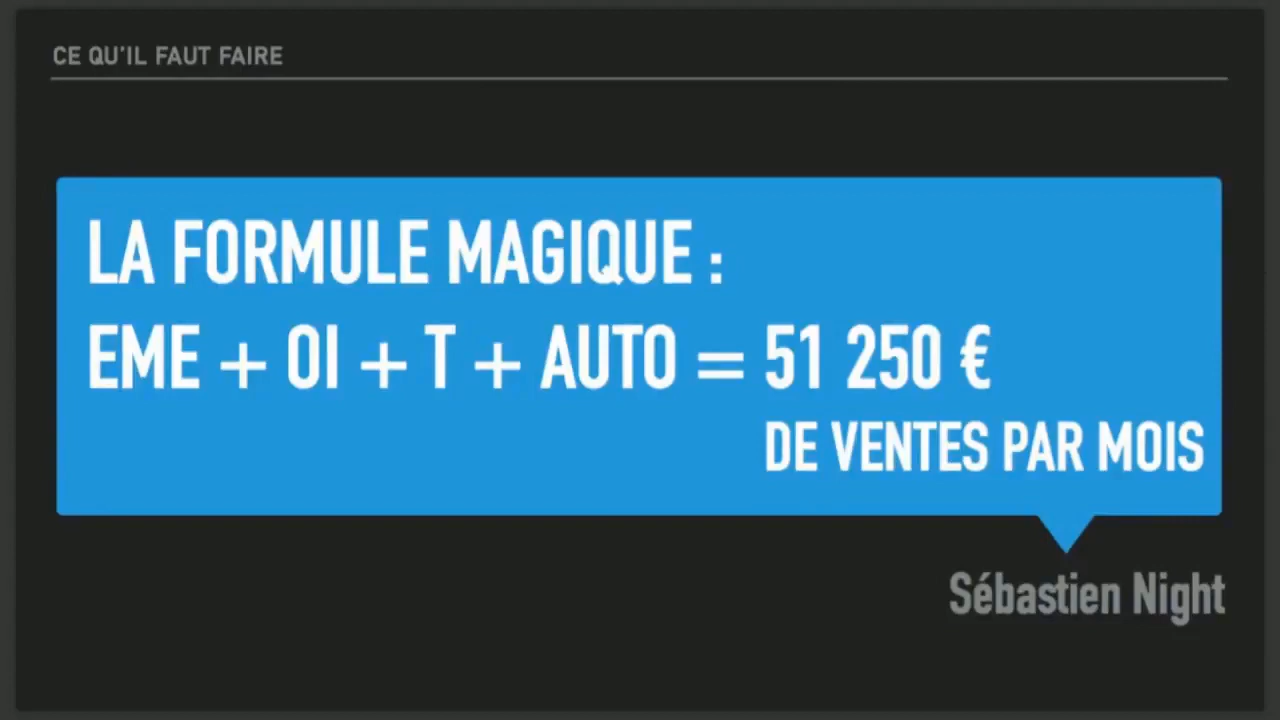 CE QU'IL FAUT FAIRE
LA FORMULE MAGIQUE :
EME + OI + T + AUTO = 51 250 €
DE VENTES PAR MOIS
Sébastien Night